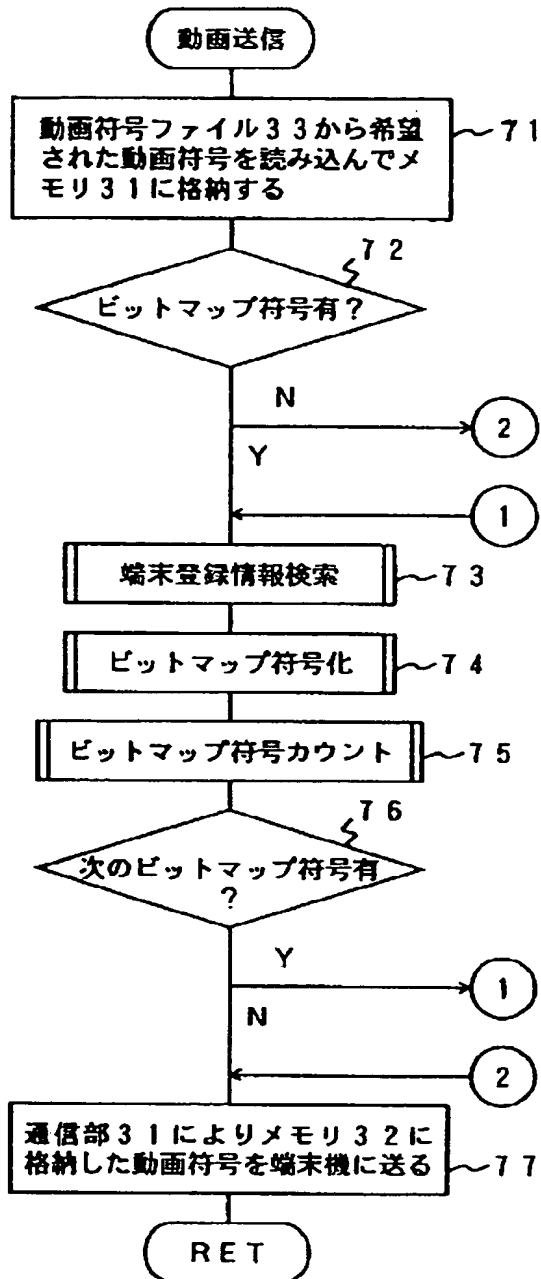 動画送信
動画符号ファイル33から希望
された動画符号を読み込んでメ
モリ31に格納する
71
72
ビットマップ符号有?
N
2
Y
1
端末登録情報検索
73
ビットマップ符号化
74
ビットマップ符号カウント
75
76
次のビットマップ符号有
?
Y
1
N
2
通信部31によりメモリ32に
格納した動画符号を端末機に送る
77
RET